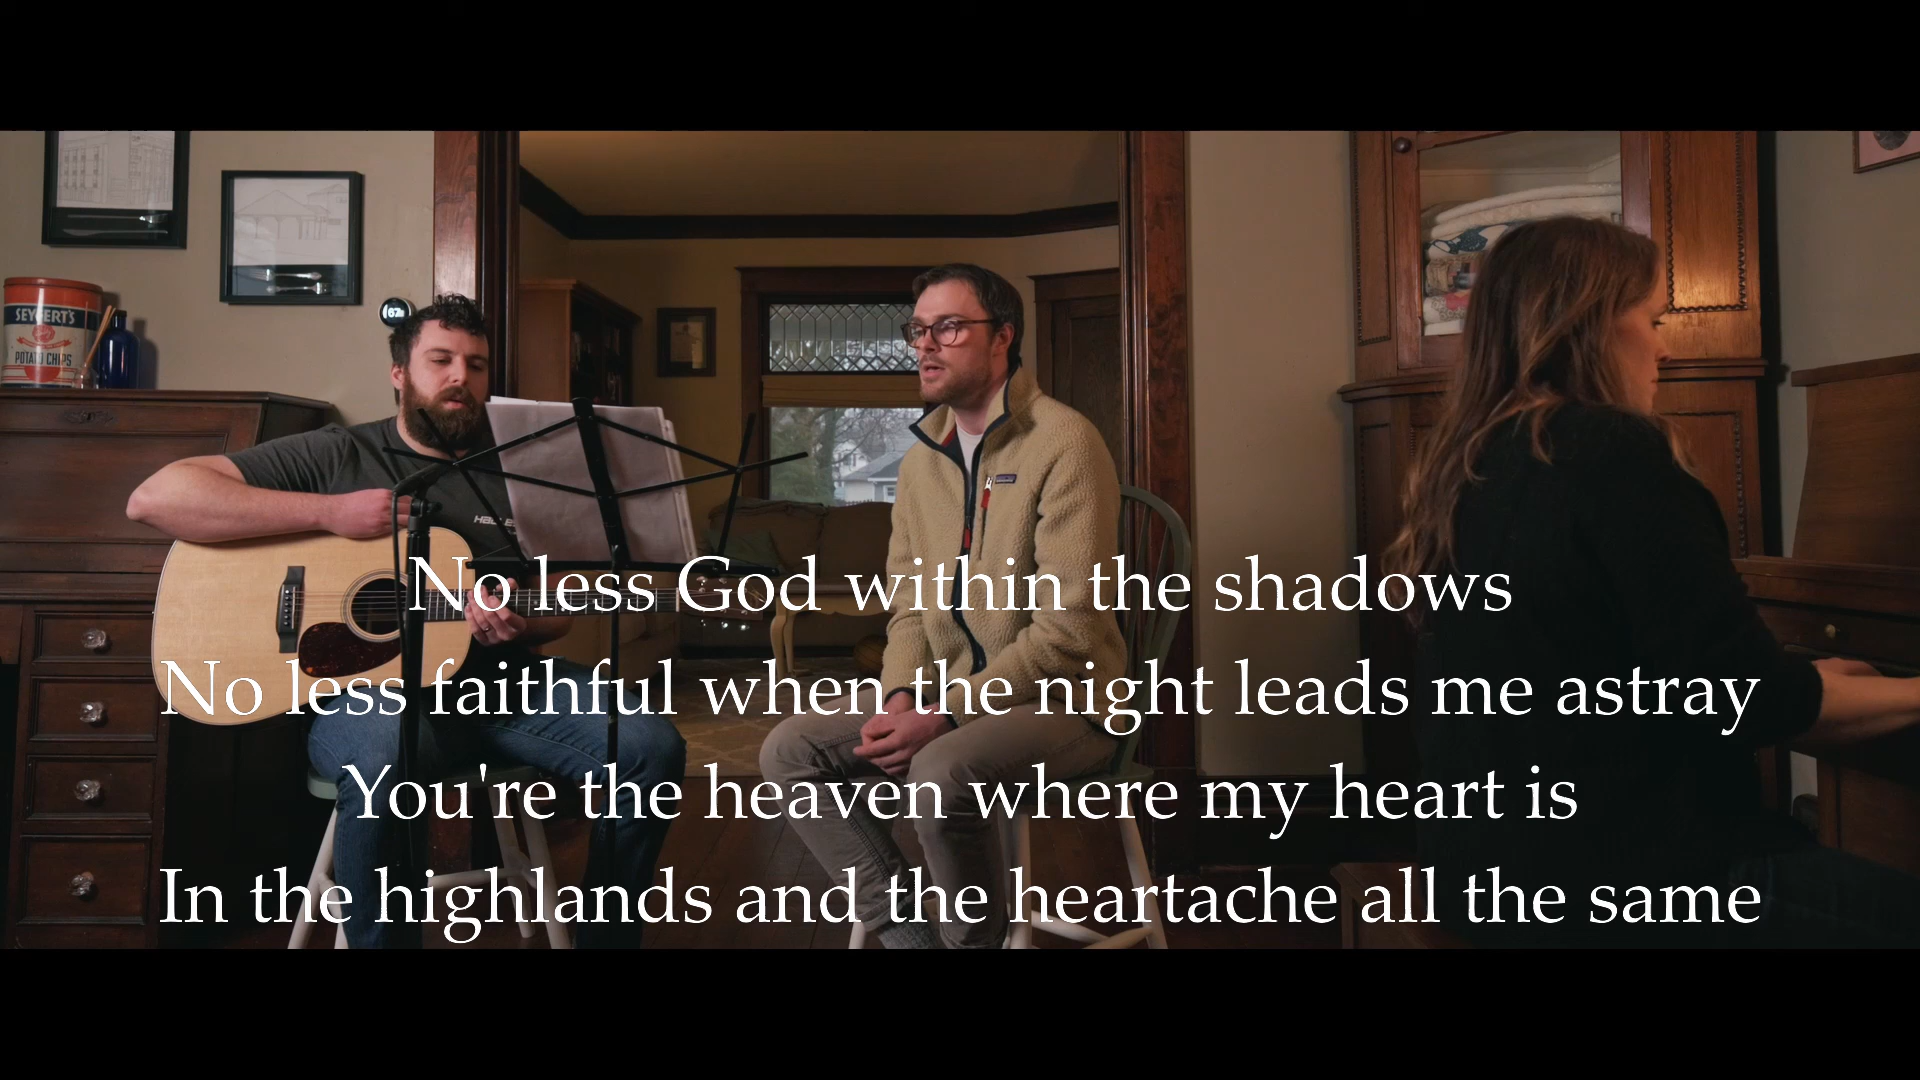 SEYFERT'S
POTATO CHIPS
67
No less God within the shadows
No less faithful when the night leads me astray
You're the heaven where my heart is
In the highlands and the heartache all the same